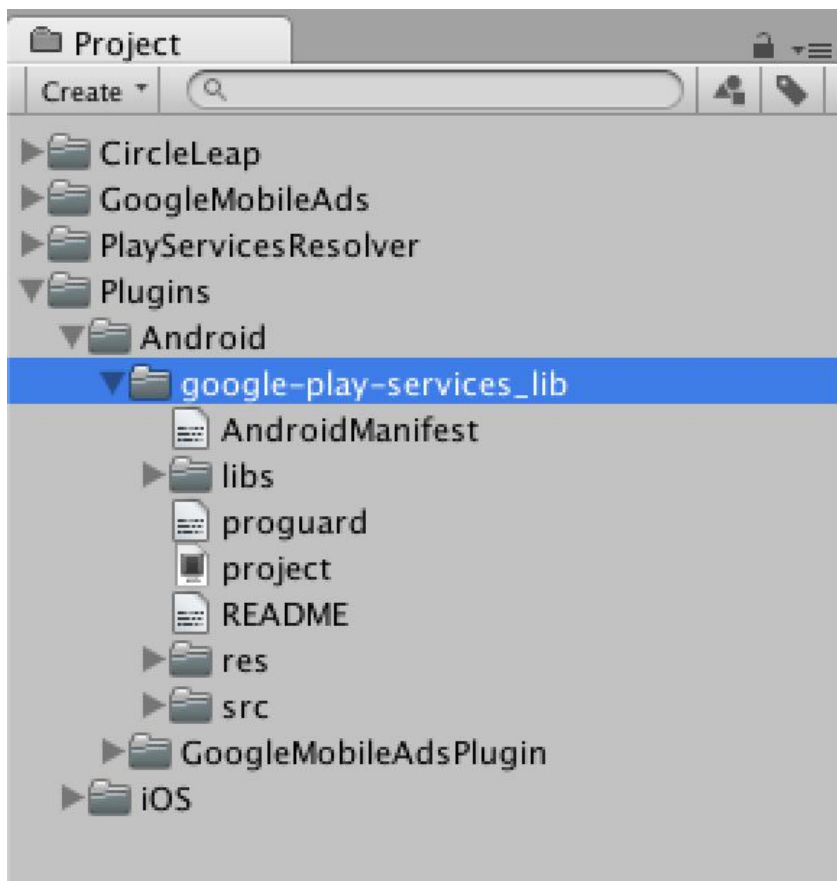 Project
Create
CircleLeap
GoogleMobileAds
PlayServicesResolver
Plugins
Android
google-play-services_lib
AndroidManifest
libs
proguard
project
README
res
src
GoogleMobileAdsPlugin
iOS